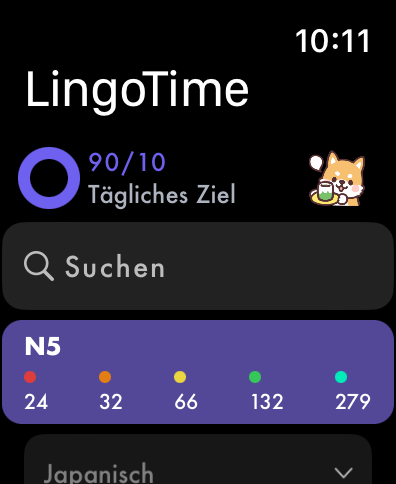 10:11
LingoTime
90/10
Tägliches Ziel
Suchen
N5
24 32 66 132 279
Japanisch